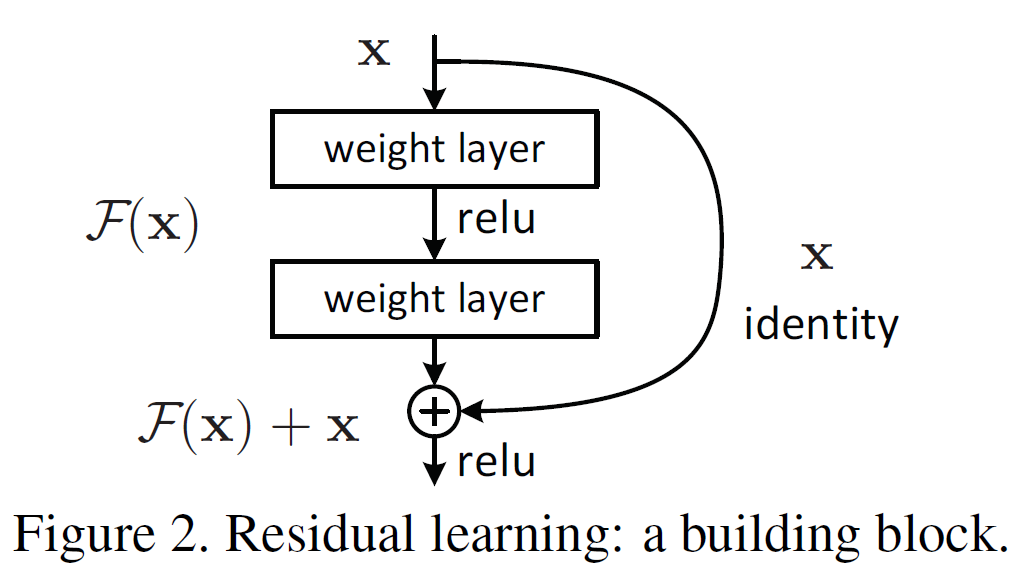 x
weight layer
F(x)
relu
x
weight layer
identity
F(x) + x
+
relu
Figure 2. Residual learning: a building block.